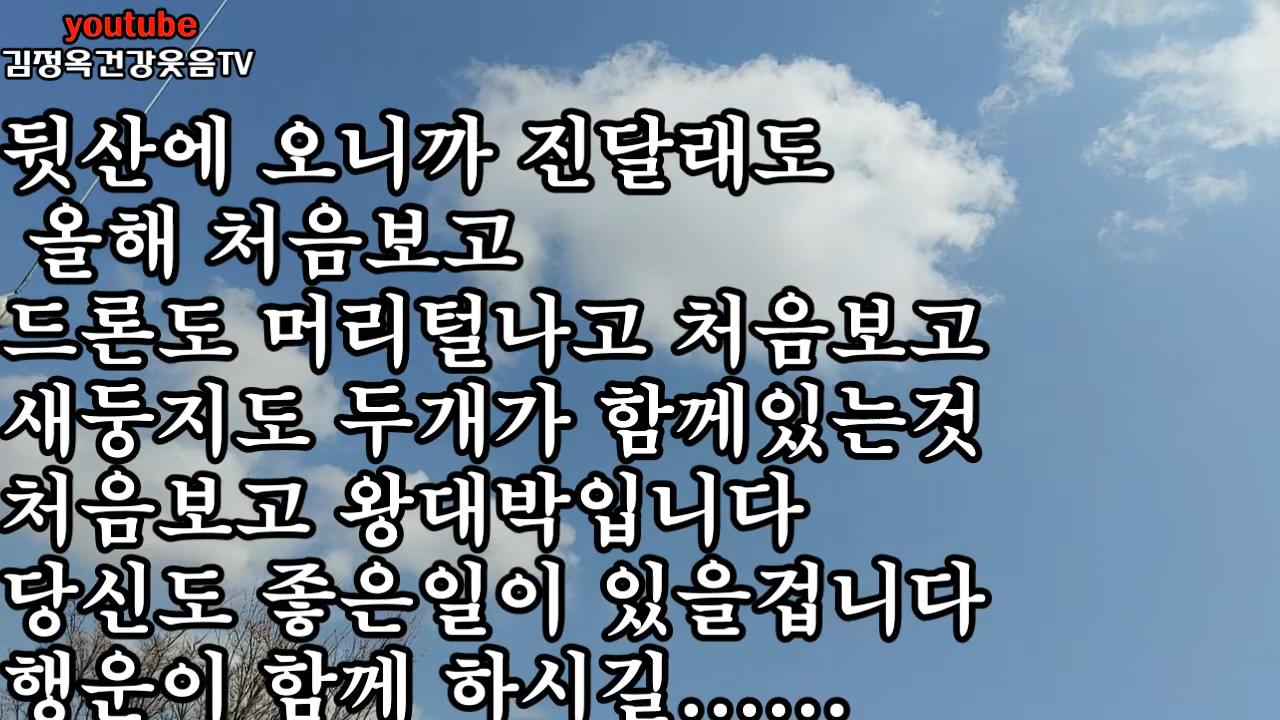 youtube
김정옥건강웃음TV
뒷산에 오니까 진달래도
올해 처음보고
드론도 머리털나고 처음보고
새둥지도 두개가 함께있는것
처음보고 왕대박입니다
당신도 좋은일이 있을겁니다
행운이 함께 하시길......